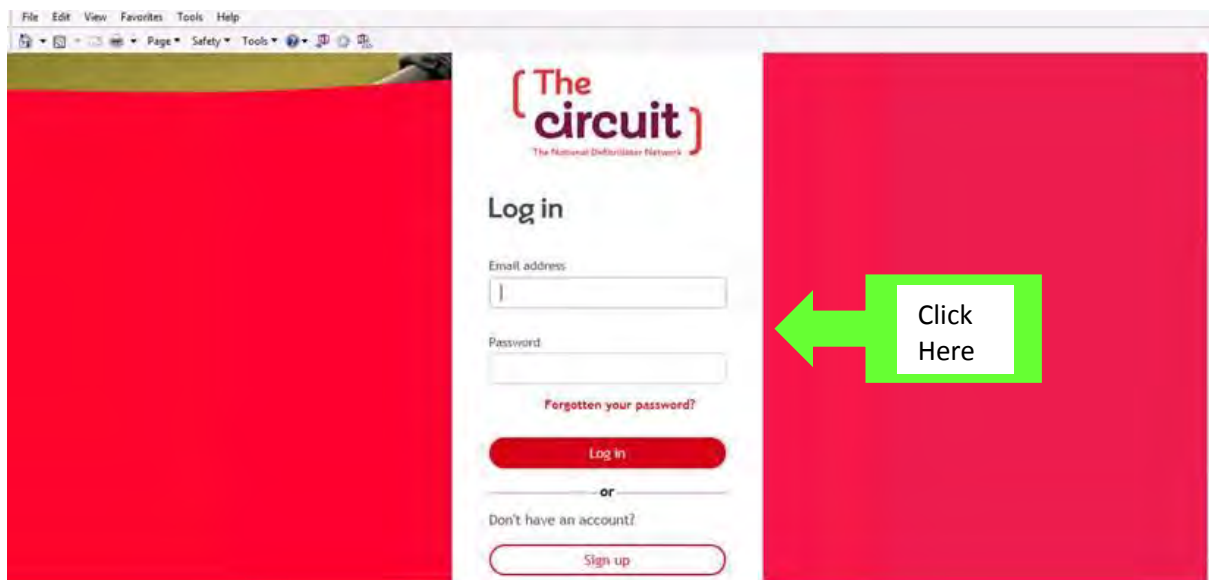 File Edit View Favorites Tools Help
Page Safety Tools
The
circuit
The National Defibrillator Network
Log in
Email address
Click
Here
Password
Forgotten your password?
Log in
or
Don't have an account?
Sign up